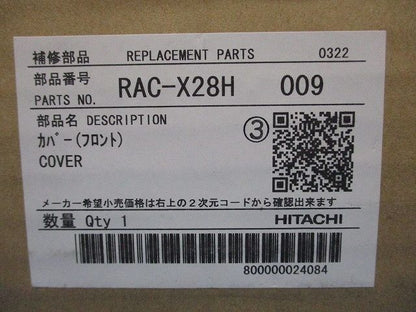 補修部品 REPLACEMENT PARTS 0322
部品番号
PARTS NO. RAC-X28H 009
部品名 DESCRIPTION
カバー(フロント) ③
COVER
メーカー希望小売価格は右上の2次元コードから確認出来ます
数量 Qty 1 HITACHI
800000024084